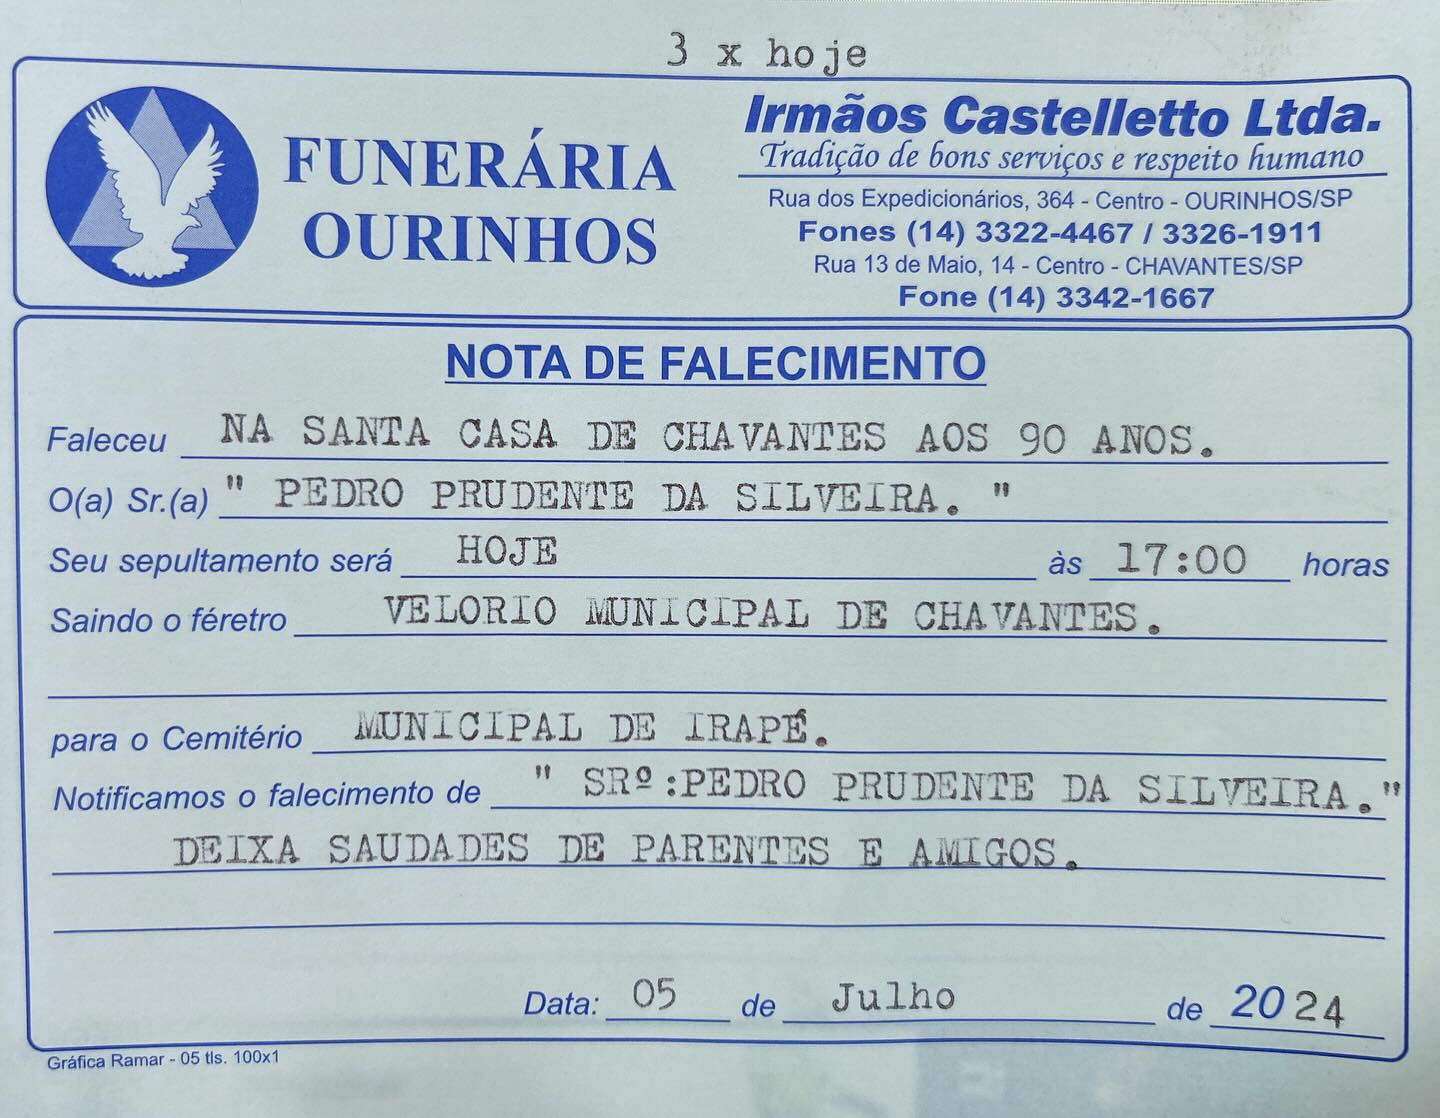 3 x hoje
FUNERÁRIA
OURINHOS
Irmãos Castelletto Ltda.
Tradição de bons serviços e respeito humano
Rua dos Expedicionários, 364 - Centro - OURINHOS/SP
Fones (14) 3322-4467 / 3326-1911
Rua 13 de Maio, 14 - Centro - CHAVANTES/SP
Fone (14) 3342-1667
NOTA DE FALECIMENTO
Faleceu NA SANTA CASA DE CHAVANTES AOS 90 ANOS.
O(a) Sr.(a) " PEDRO PRUDENTE DA SILVEIRA. "
Seu sepultamento será HOJE às 17:00 horas
Saindo o féretro VELORIO MUNICIPAL DE CHAVANTES.
para o Cemitério MUNICIPAL DE IRAPÉ.
Notificamos o falecimento de " SRº:PEDRO PRUDENTE DA SILVEIRA."
DEIXA SAUDADES DE PARENTES E AMIGOS.
Data: 05 de Julho de 2024
Gráfica Ramar - 05 tls. 100x1